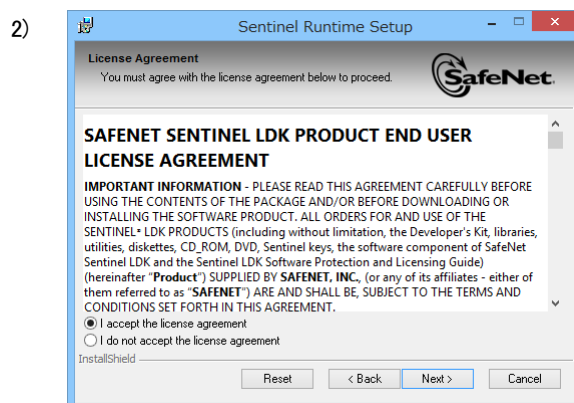 2)
Sentinel Runtime Setup
License Agreement
You must agree with the license agreement below to proceed.
SafeNet.
SAFENET SENTINEL LDK PRODUCT END USER
LICENSE AGREEMENT
IMPORTANT INFORMATION - PLEASE READ THIS AGREEMENT CAREFULLY BEFORE
USING THE CONTENTS OF THE PACKAGE AND/OR BEFORE DOWNLOADING OR
INSTALLING THE SOFTWARE PRODUCT. ALL ORDERS FOR AND USE OF THE
SENTINEL® LDK PRODUCTS (including without limitation, the Developer's Kit, libraries,
utilities, diskettes, CD_ROM, DVD, Sentinel keys, the software component of SafeNet
Sentinel LDK and the Sentinel LDK Software Protection and Licensing Guide)
(hereinafter "Product") SUPPLIED BY SAFENET, INC., (or any of its affiliates - either of
them referred to as "SAFENET") ARE AND SHALL BE, SUBJECT TO THE TERMS AND
CONDITIONS SET FORTH IN THIS AGREEMENT.
I accept the license agreement
I do not accept the license agreement
InstallShield
Reset < Back Next > Cancel